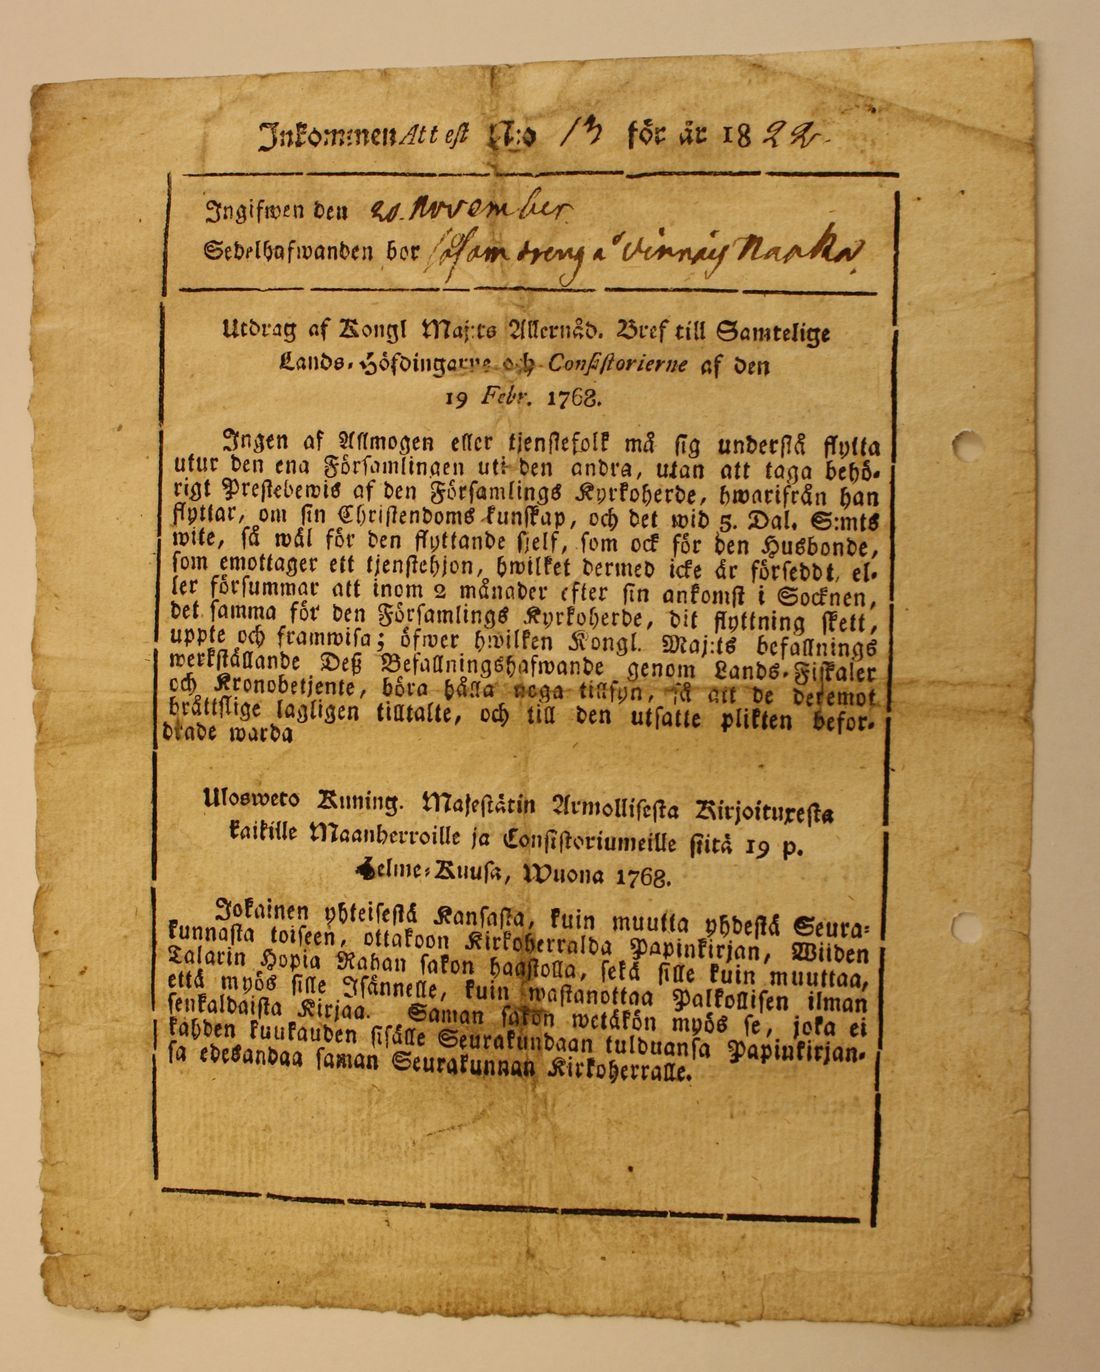 Inkommen Attest N:o 13 för år 1822.
Ingifwen den 20. November
Sedelhafwanden bor såsom dreng å
Utdrag af Kongl Maj:ts Allernåd. Bref till Samtelige
Lands-Höfdingarne och Consistorierne af den
19 Febr. 1768.
Ingen af Allmogen eller tjenstefolk må sig understå flytta
utur den ena Församlingen uti den andra, utan att taga behö-
rigt Prestebewis af den Församlings Kyrkoherde, hwarifrån han
flyttar, om sin Christendoms kunskap, och det wid 5. Dal. S:mts
wite, så wäl för den flyttande sjelf, som ock för den Husbonde,
som emottager ett tjenstehjon, hwilket dermed icke är förseddt, el-
ler försummar att inom 2 månader efter sin ankomst i Socknen,
det samma för den Församlings Kyrkoherde, dit flyttning skett,
uppte och framwisa; öfwer hwilken Kongl. Maj:ts befallnings
werkställande Deß Befallningshafwande genom Lands-Fiskaler
och Kronobetjente, böra hålla noga tillsyn, så att de deremot
bråttslige lagligen tilltalte, och till den utsatte plikten befor-
drade warda
Ulosweto Kuning. Majestätin Armollisesta Kirjoituxesta
kaikille Maanherroille ja Consistoriumeille siitä 19 p.
Helme-Kuusa, Wuona 1768.
Jokainen yhteisestä Kansasta, kuin muutta yhdestä Seura-
kunnasta toiseen, ottakoon Kirkoherralda Papinkirjan, Wiiden
Talarin Hopia Rahan sakon haastolla, sekä sille kuin muuttaa,
että myös sille Isännelle, kuin wastanottaa Palkollisen ilman
senkaldaista Kirjaa. Saman sakon wetäkön myös se, joka ei
kahden kuukauden sisälle Seurakundaan tulduansa Papinkirjan-
sa edesandaa saman Seurakunnan Kirkoherralle.